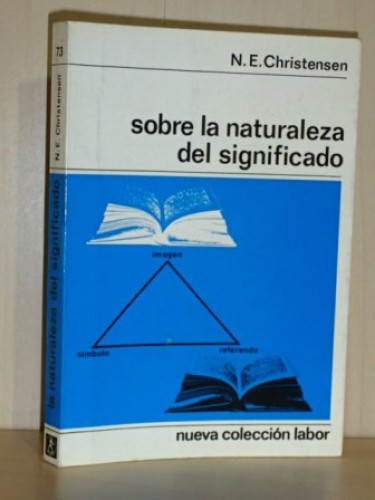 73
N. E. Christensen
la naturaleza del significado
N. E. Christensen
sobre la naturaleza
del significado
imagen
símbolo
referendo
nueva colección labor